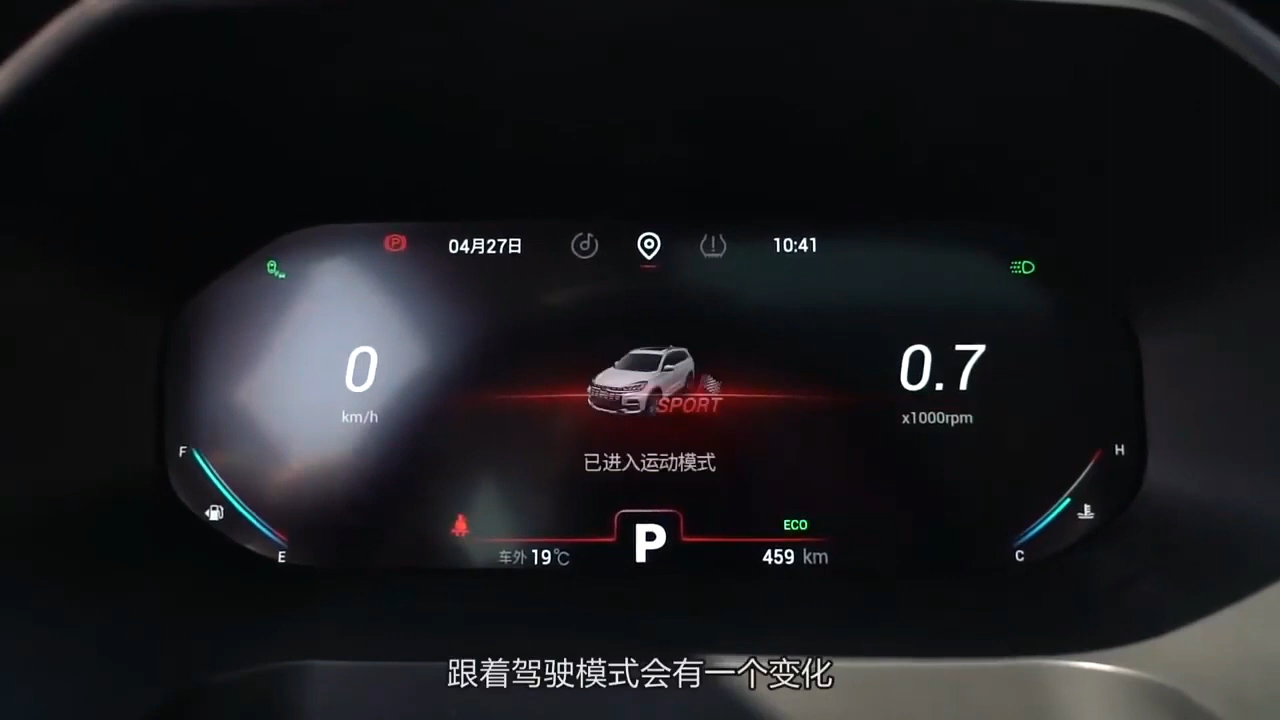 04月27日
10:41
0
km/h
0.7
x1000rpm
SPORT
已进入运动模式
F
E
H
C
ECO
车外 19℃
P
459 km
跟着驾驶模式会有一个变化